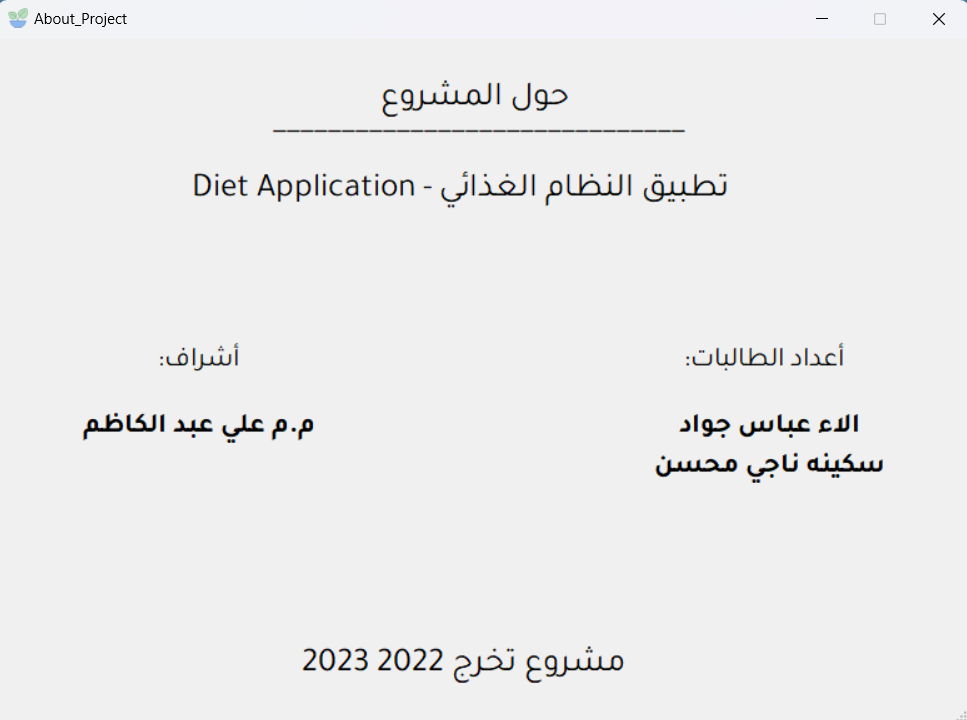 About_Project
حول المشروع
______________________________
تطبيق النظام الغذائي - Diet Application
أعداد الطالبات:
الاء عباس جواد
سكينه ناجي محسن
أشراف:
م.م علي عبد الكاظم
مشروع تخرج 2022 2023